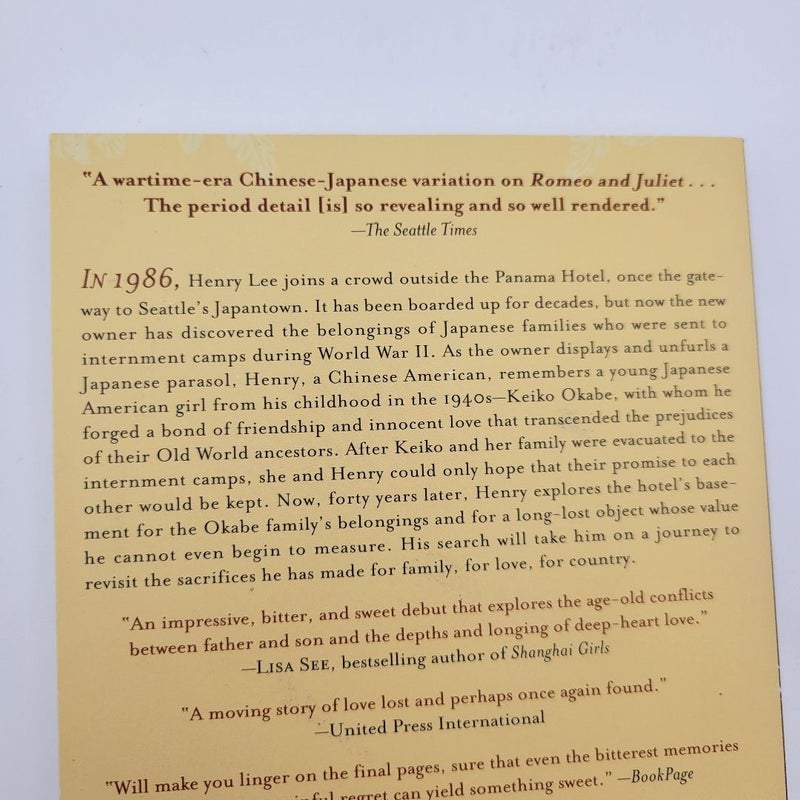 "A wartime-era Chinese-Japanese variation on Romeo and Juliet . . .
The period detail [is] so revealing and so well rendered."
—The Seattle Times
IN 1986, Henry Lee joins a crowd outside the Panama Hotel, once the gate-
way to Seattle's Japantown. It has been boarded up for decades, but now the new
owner has discovered the belongings of Japanese families who were sent to
internment camps during World War II. As the owner displays and unfurls a
Japanese parasol, Henry, a Chinese American, remembers a young Japanese
American girl from his childhood in the 1940s—Keiko Okabe, with whom he
forged a bond of friendship and innocent love that transcended the prejudices
of their Old World ancestors. After Keiko and her family were evacuated to the
internment camps, she and Henry could only hope that their promise to each
other would be kept. Now, forty years later, Henry explores the hotel's base-
ment for the Okabe family's belongings and for a long-lost object whose value
he cannot even begin to measure. His search will take him on a journey to
revisit the sacrifices he has made for family, for love, for country.
"An impressive, bitter, and sweet debut that explores the age-old conflicts
between father and son and the depths and longing of deep-heart love."
—LISA SEE, bestselling author of Shanghai Girls
"A moving story of love lost and perhaps once again found."
—United Press International
"Will make you linger on the final pages, sure that even the bitterest memories
regret can yield something sweet." —BookPage